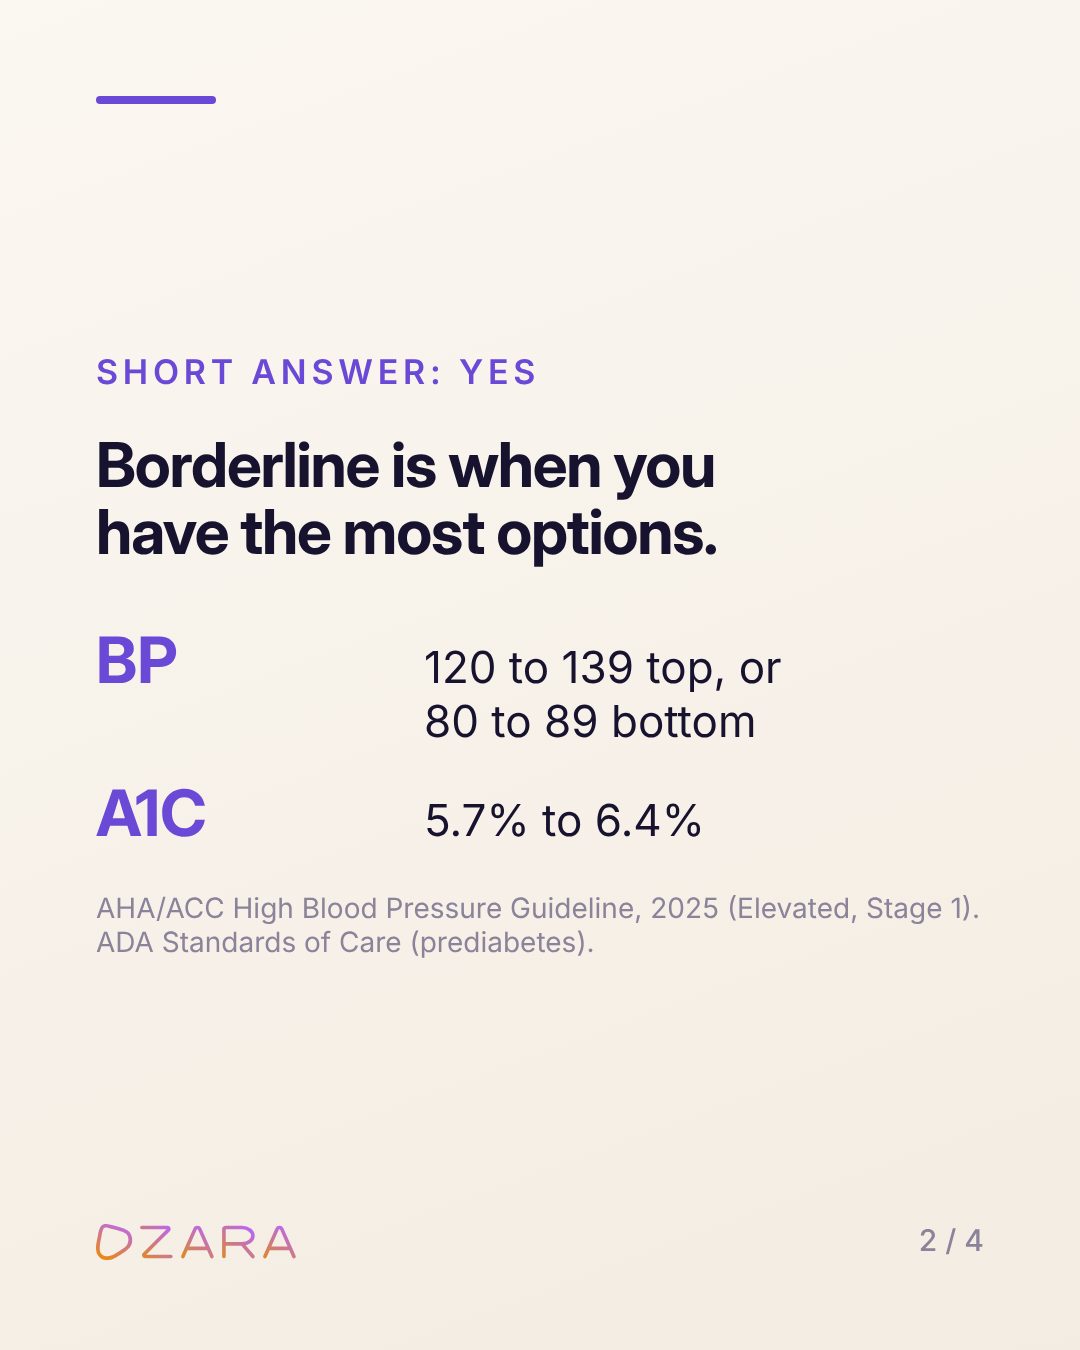 SHORT ANSWER: YES
Borderline is when you
have the most options.
BP
120 to 139 top, or
80 to 89 bottom
A1C
5.7% to 6.4%
AHA/ACC High Blood Pressure Guideline, 2025 (Elevated, Stage 1).
ADA Standards of Care (prediabetes).
DZARA
2 / 4